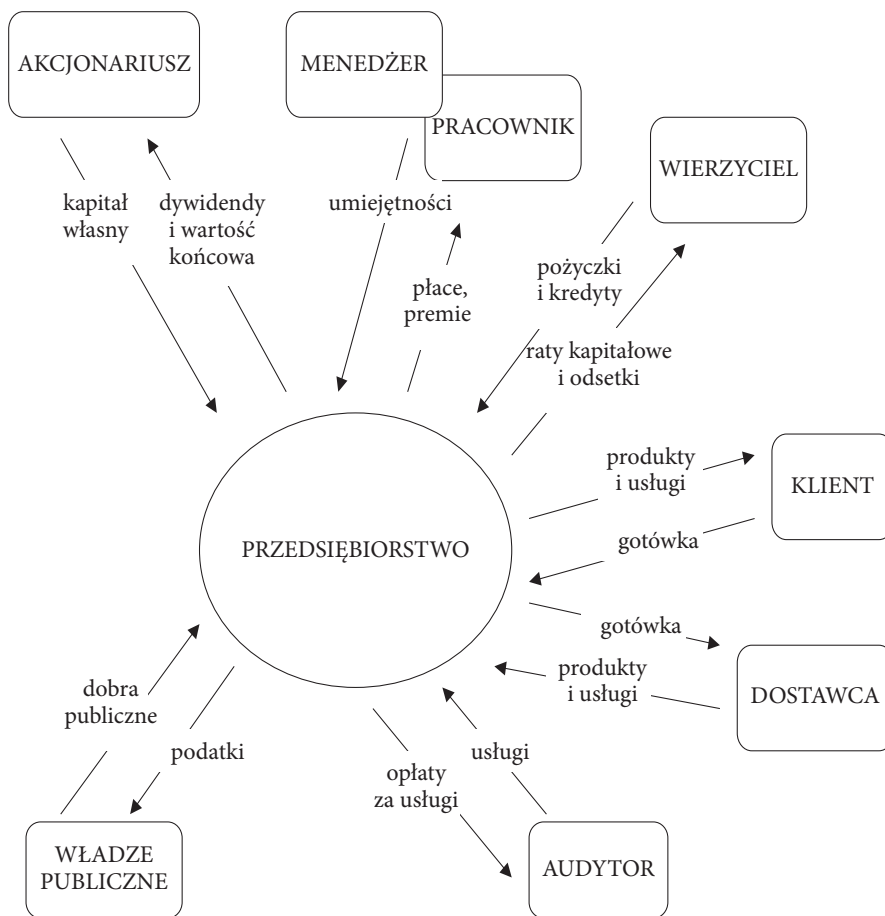 AKCJONARIUSZ
MENEDŻER
PRACOWNIK
WIERZYCIEL
kapitał
własny
dywidendy
i wartość
końcowa
umiejętności
płace,
premie
pożyczki
i kredyty
raty kapitałowe
i odsetki
produkty
i usługi
KLIENT
gotówka
PRZEDSIĘBIORSTWO
gotówka
produkty
i usługi
DOSTAWCA
dobra
publiczne
podatki
opłaty
za usługi
usługi
WŁADZE
PUBLICZNE
AUDYTOR